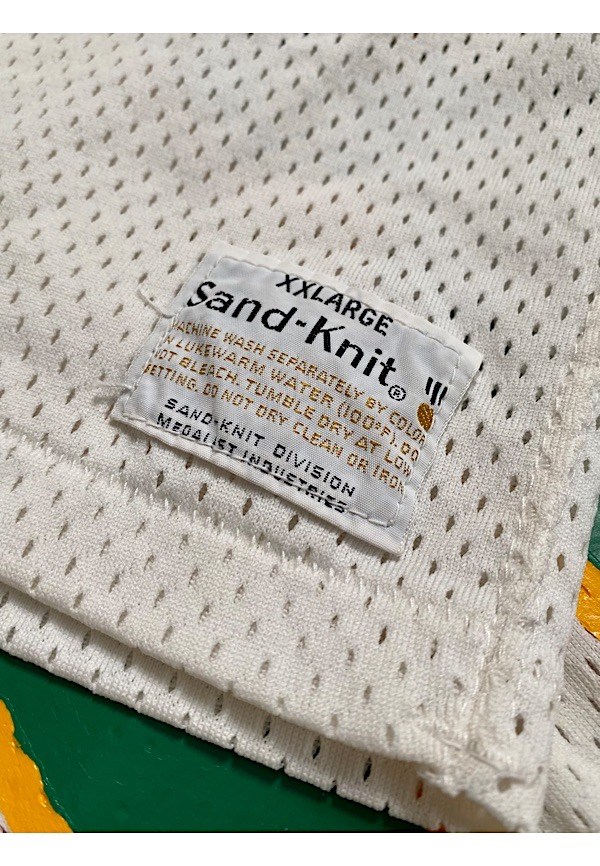 XXLARGE
Sand-Knit®
MACHINE WASH SEPARATELY BY COLOR
N LUKEWARM WATER (100°F). DO
NOT BLEACH. TUMBLE DRY AT LOW
SETTING. DO NOT DRY CLEAN OR IRON
SAND-KNIT DIVISION
MEDALIST INDUSTRIES